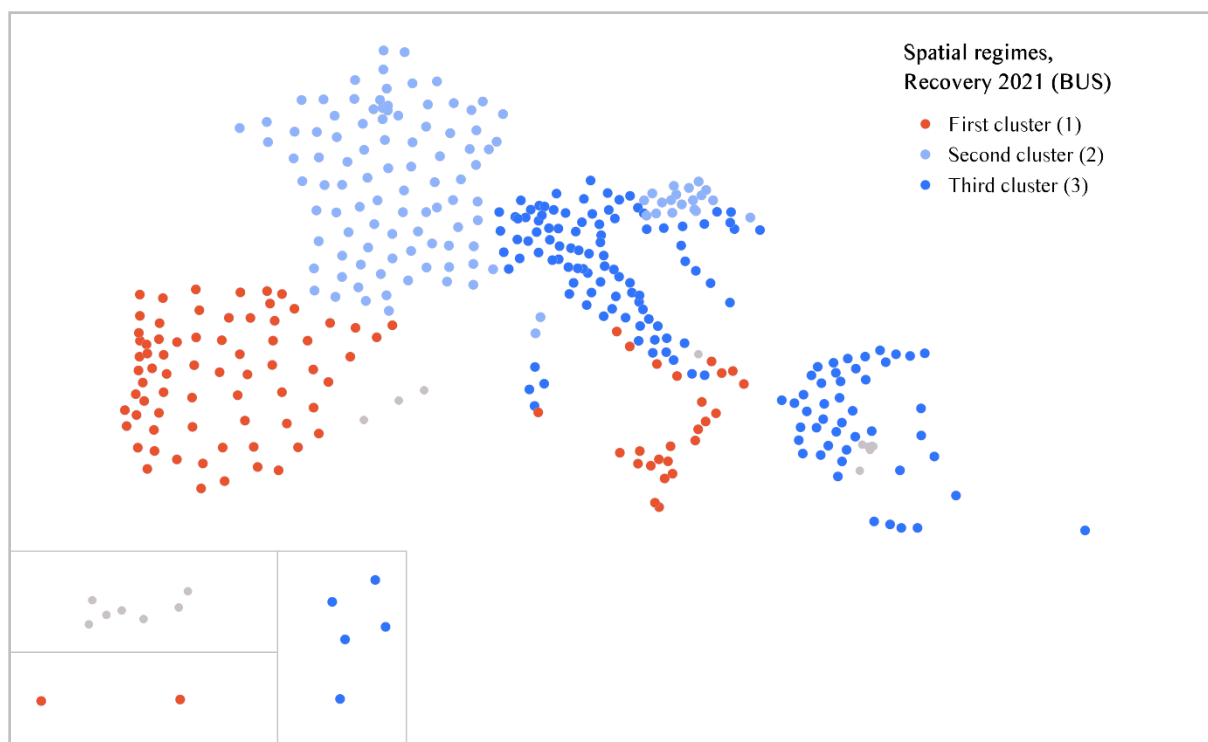 Spatial regimes,
Recovery 2021 (BUS)
First cluster (1)
Second cluster (2)
Third cluster (3)